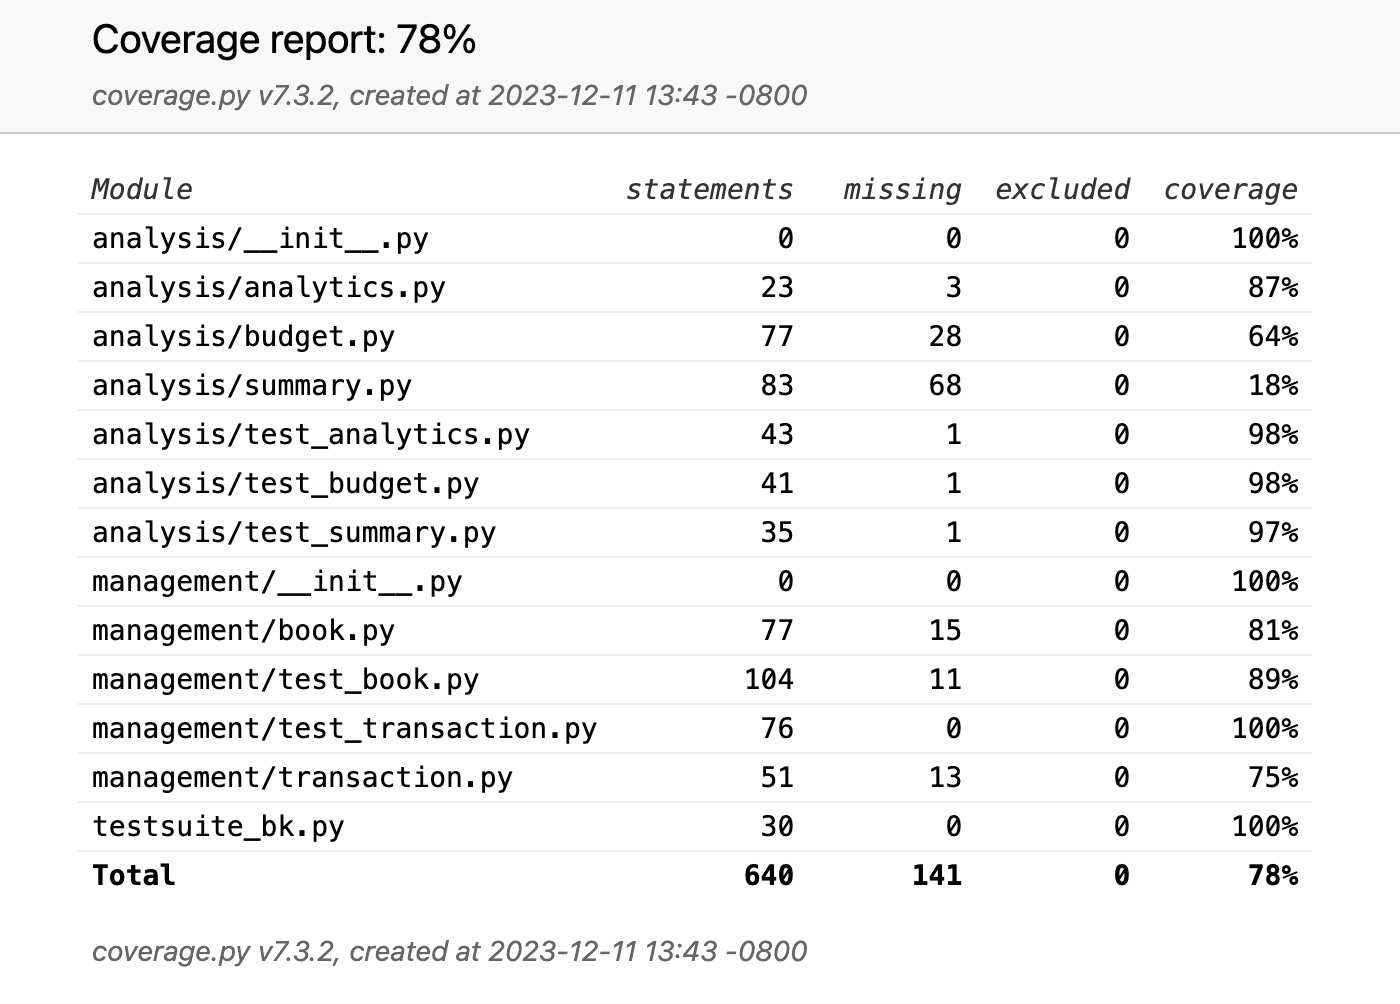 Coverage report: 78%
coverage.py v7.3.2, created at 2023-12-11 13:43 -0800
Module statements missing excluded coverage
analysis/__init__.py 0 0 0 100%
analysis/analytics.py 23 3 0 87%
analysis/budget.py 77 28 0 64%
analysis/summary.py 83 68 0 18%
analysis/test_analytics.py 43 1 0 98%
analysis/test_budget.py 41 1 0 98%
analysis/test_summary.py 35 1 0 97%
management/__init__.py 0 0 0 100%
management/book.py 77 15 0 81%
management/test_book.py 104 11 0 89%
management/test_transaction.py 76 0 0 100%
management/transaction.py 51 13 0 75%
testsuite_bk.py 30 0 0 100%
Total 640 141 0 78%
coverage.py v7.3.2, created at 2023-12-11 13:43 -0800